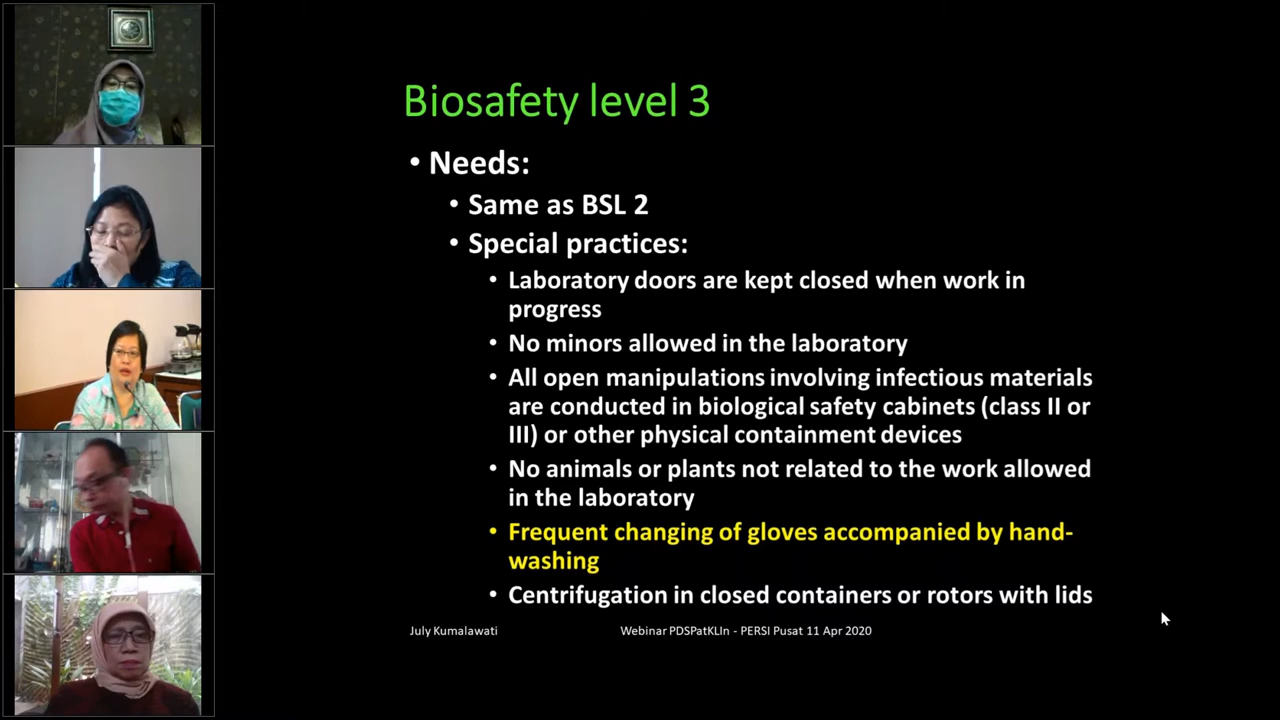 Biosafety level 3
• Needs:
• Same as BSL 2
• Special practices:
• Laboratory doors are kept closed when work in
progress
• No minors allowed in the laboratory
• All open manipulations involving infectious materials
are conducted in biological safety cabinets (class II or
III) or other physical containment devices
• No animals or plants not related to the work allowed
in the laboratory
• Frequent changing of gloves accompanied by hand-
washing
• Centrifugation in closed containers or rotors with lids
July Kumalawati
Webinar PDSPatKLIn - PERSI Pusat 11 Apr 2020